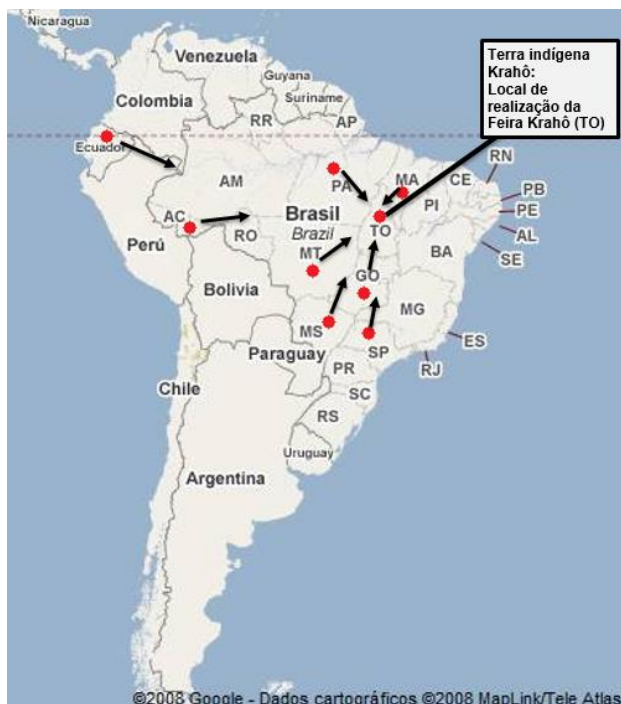 Nicaragua
Venezuela
Guyana
Suriname
Colombia
RR
AP
Terra indígena
Krahô:
Local de
realização da
Feira Krahô (TO)
Ecuador
AM
PA
MA
CE
RN
PB
PE
AL
SE
PI
Brasil
Brazil
AC
RO
TO
BA
Perú
MT
GO
Bolivia
MG
ES
MS
SP
RJ
Paraguay
PR
SC
Chile
RS
Uruguay
Argentina
©2008 Google - Dados cartográficos ©2008 MapLink/Tele Atlas